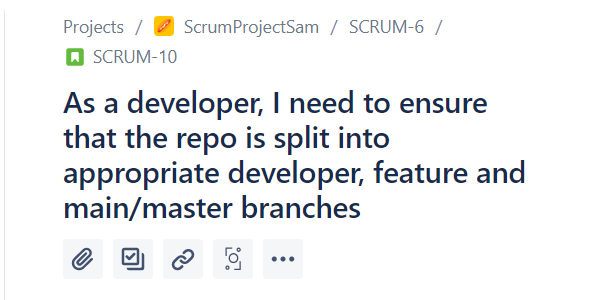 Projects / ScrumProjectSam / SCRUM-6 /
SCRUM-10
As a developer, I need to ensure
that the repo is split into
appropriate developer, feature and
main/master branches